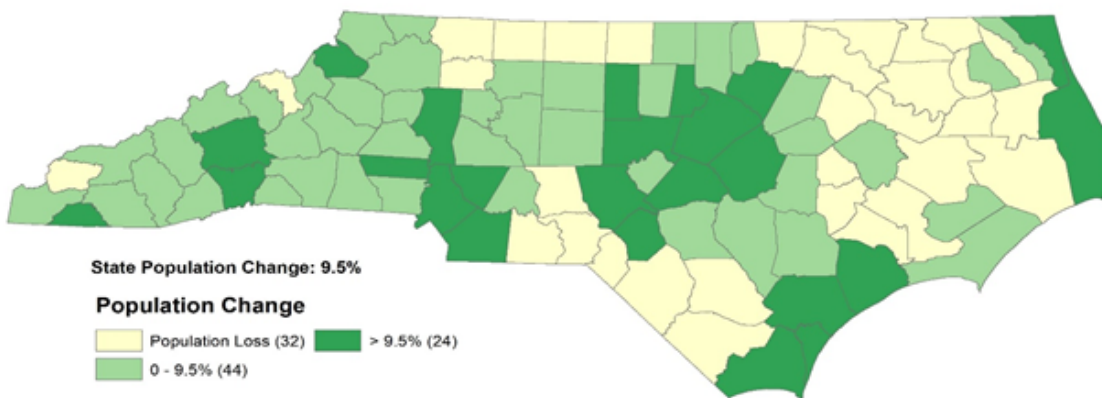 State Population Change: 9.5%
Population Change
Population Loss (32) > 9.5% (24)
0 - 9.5% (44)